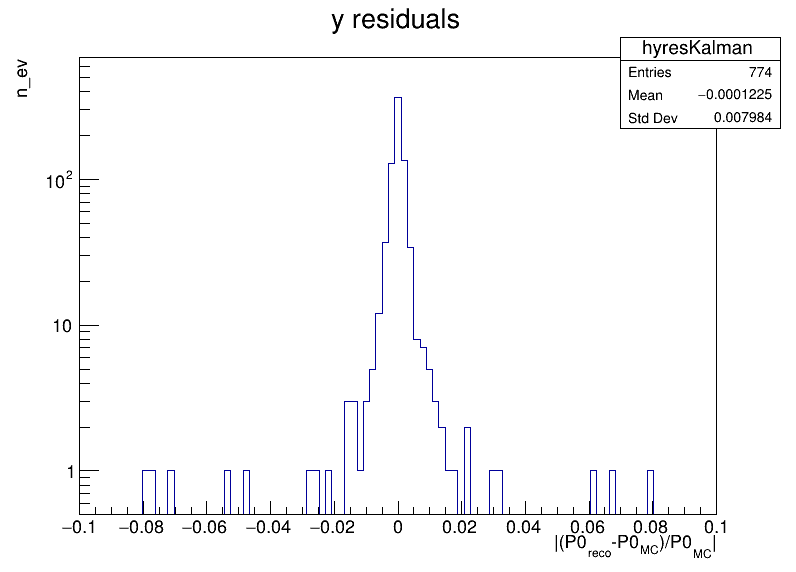 y residuals
n_ev
hyresKalman
Entries 774
Mean −0.0001225
Std Dev 0.007984
10²
10
1
−0.1 −0.08 −0.06 −0.04 −0.02 0 0.02 0.04 0.06 0.08 0.1
|(P0reco-P0MC)/P0MC|